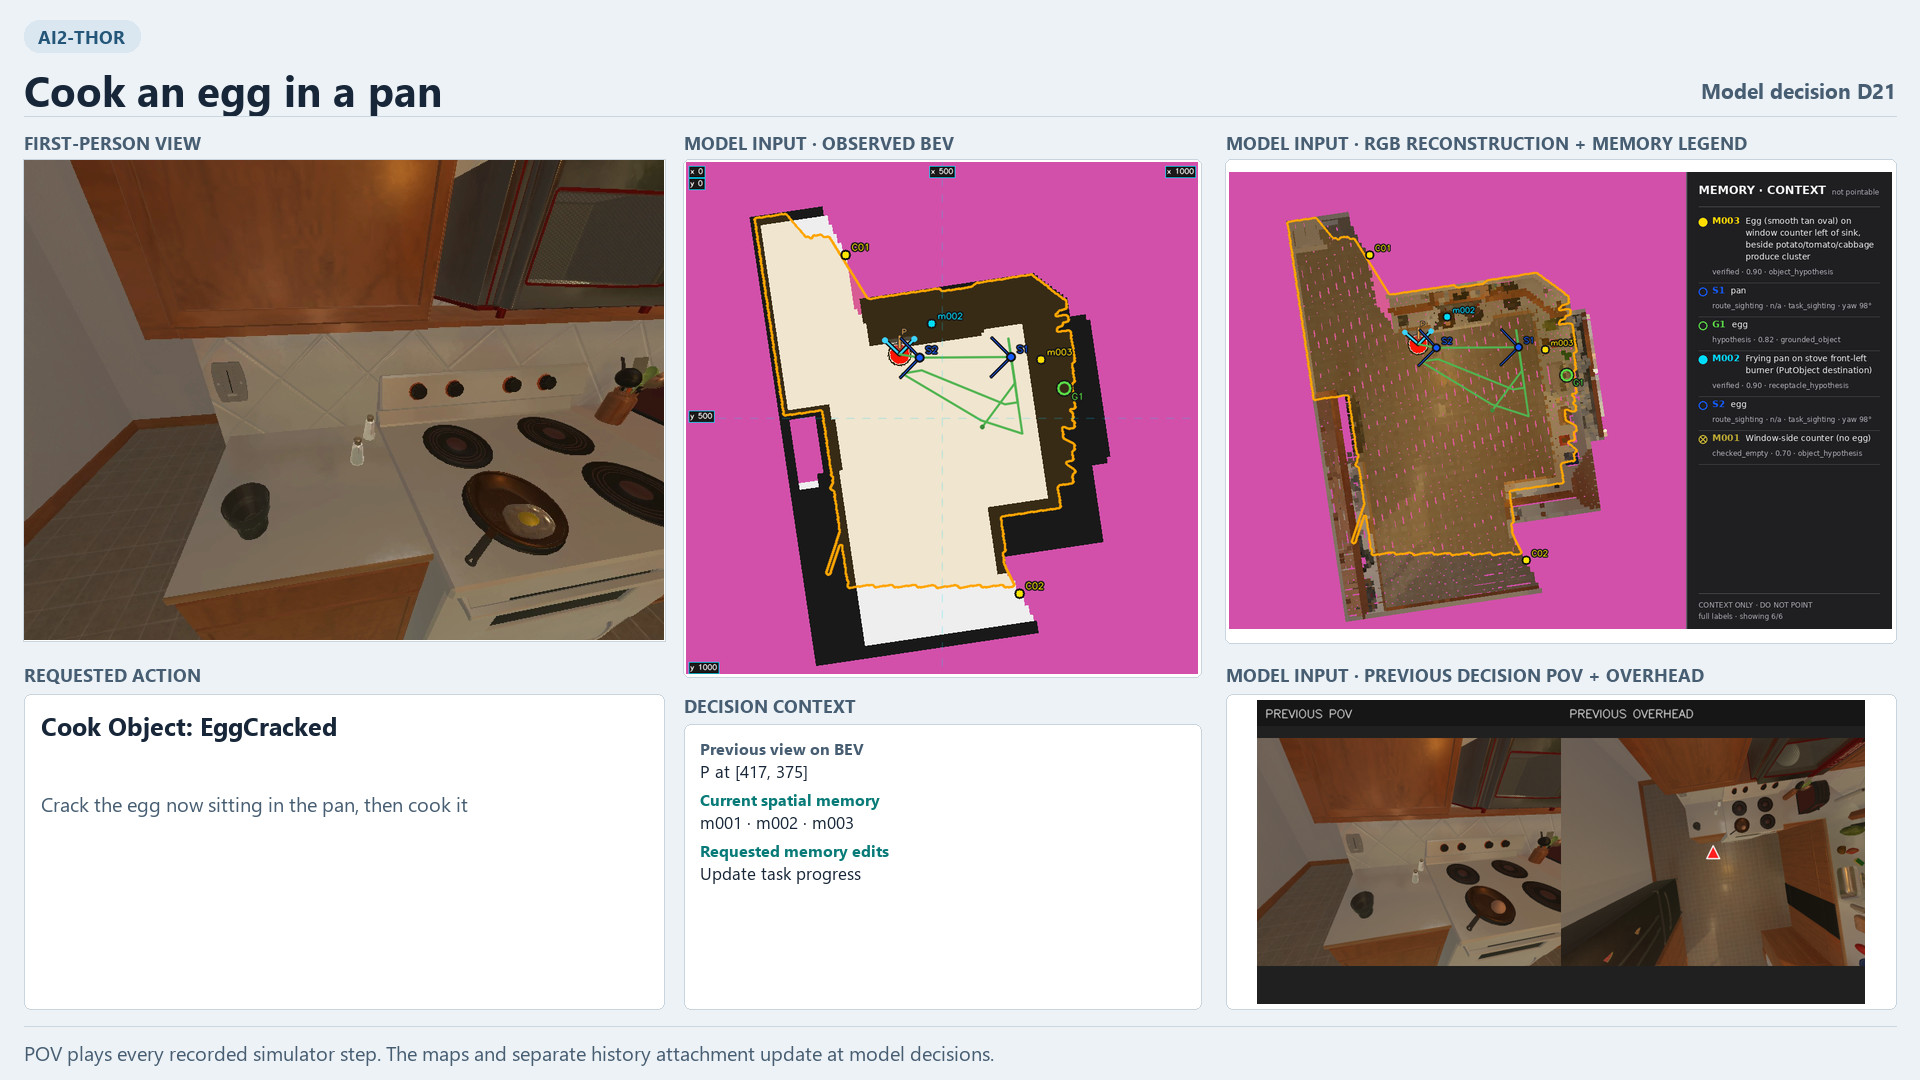 AI2-THOR
Cook an egg in a pan
Model decision D21
FIRST-PERSON VIEW
MODEL INPUT · OBSERVED BEV
x 0
y 0
x 500
x 1000
C01
m002
P
S2
S1
m003
G1
y 500
C02
y 1000
MODEL INPUT · RGB RECONSTRUCTION + MEMORY LEGEND
C01
m002
P
S2
S1
m003
G1
C02
MEMORY · CONTEXT not pointable
M003 Egg (smooth tan oval) on
window counter left of sink,
beside potato/tomato/cabbage
produce cluster
verified · 0.90 · object_hypothesis
S1 pan
route_sighting · n/a · task_sighting · yaw 98°
G1 egg
hypothesis · 0.82 · grounded_object
M002 Frying pan on stove front-left
burner (PutObject destination)
verified · 0.90 · receptacle_hypothesis
S2 egg
route_sighting · n/a · task_sighting · yaw 98°
M001 Window-side counter (no egg)
checked_empty · 0.70 · object_hypothesis
CONTEXT ONLY · DO NOT POINT
full labels · showing 6/6
REQUESTED ACTION
Cook Object: EggCracked
Crack the egg now sitting in the pan, then cook it
DECISION CONTEXT
Previous view on BEV
P at [417, 375]
Current spatial memory
m001 · m002 · m003
Requested memory edits
Update task progress
MODEL INPUT · PREVIOUS DECISION POV + OVERHEAD
PREVIOUS POV
PREVIOUS OVERHEAD
POV plays every recorded simulator step. The maps and separate history attachment update at model decisions.